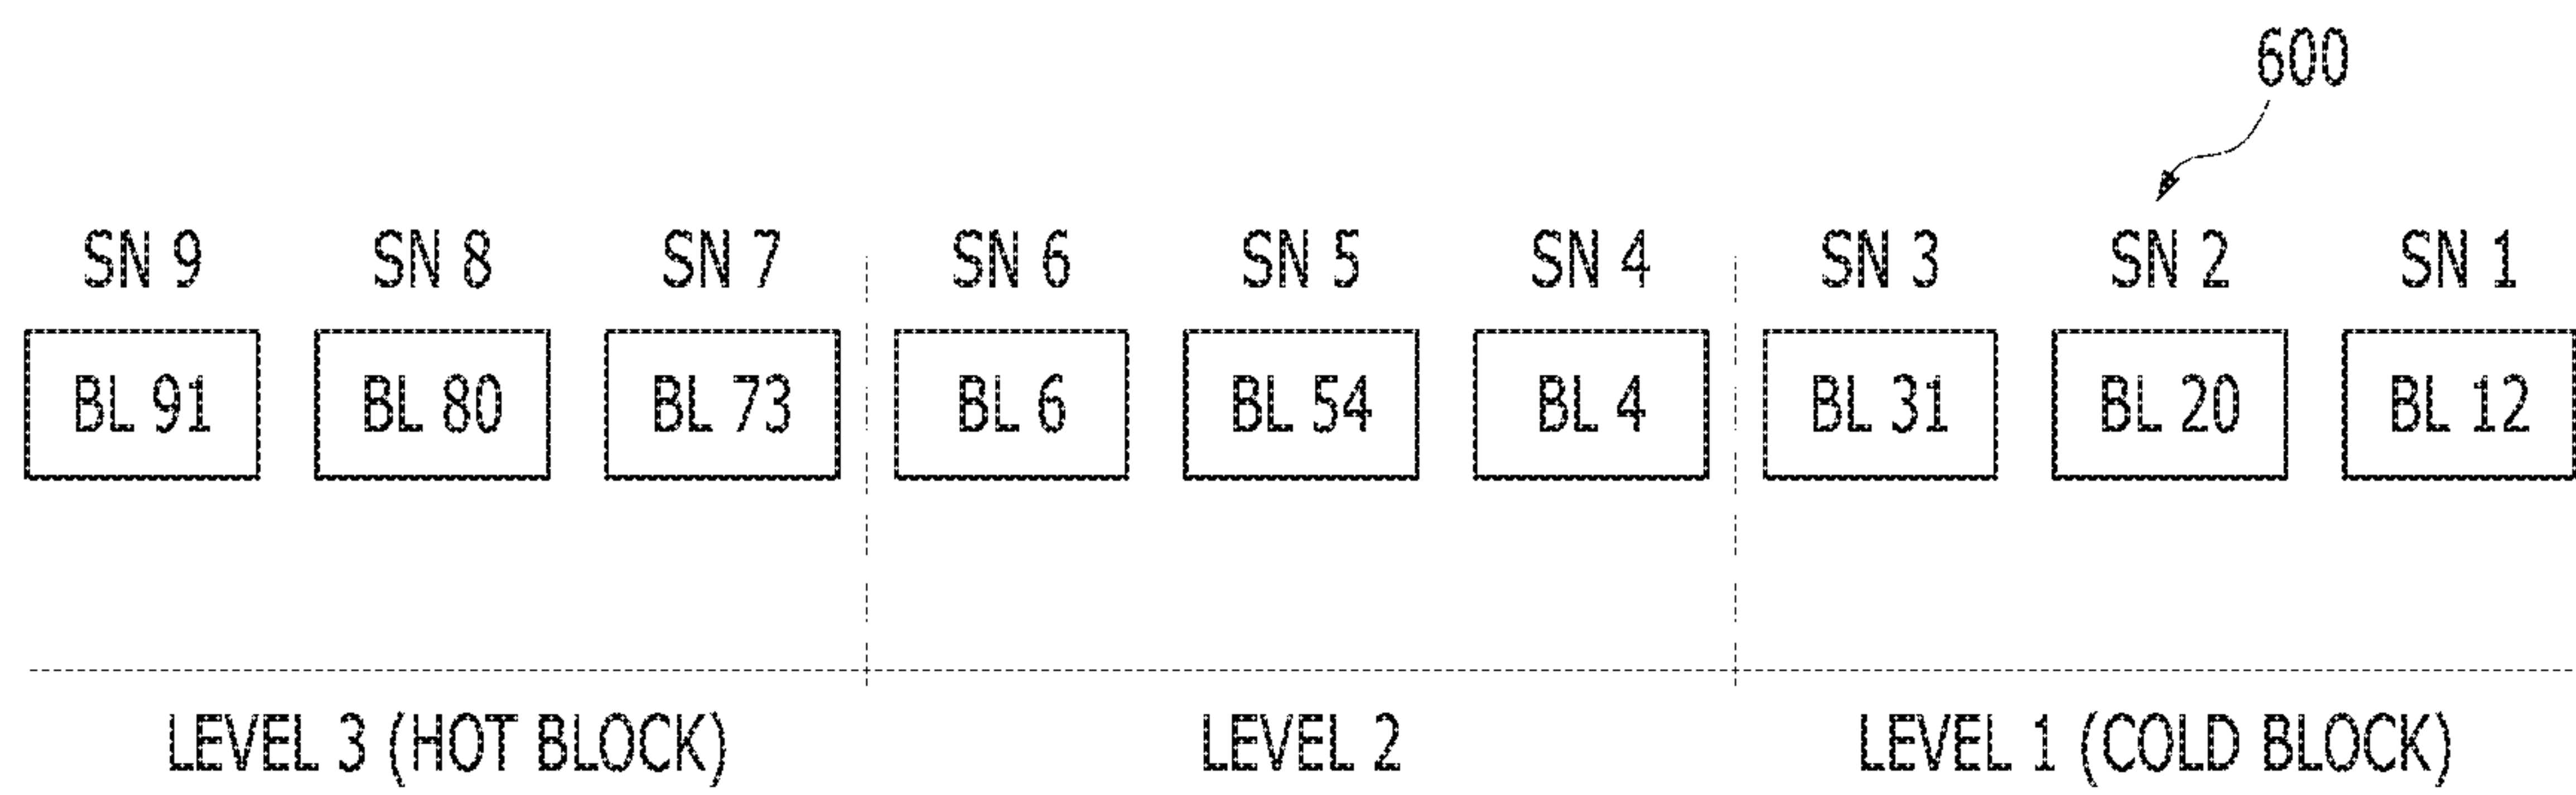 600
SN 9 SN 8 SN 7 SN 6 SN 5 SN 4 SN 3 SN 2 SN 1
BL 91 BL 80 BL 73 BL 6 BL 54 BL 4 BL 31 BL 20 BL 12
LEVEL 3 (HOT BLOCK) LEVEL 2 LEVEL 1 (COLD BLOCK)